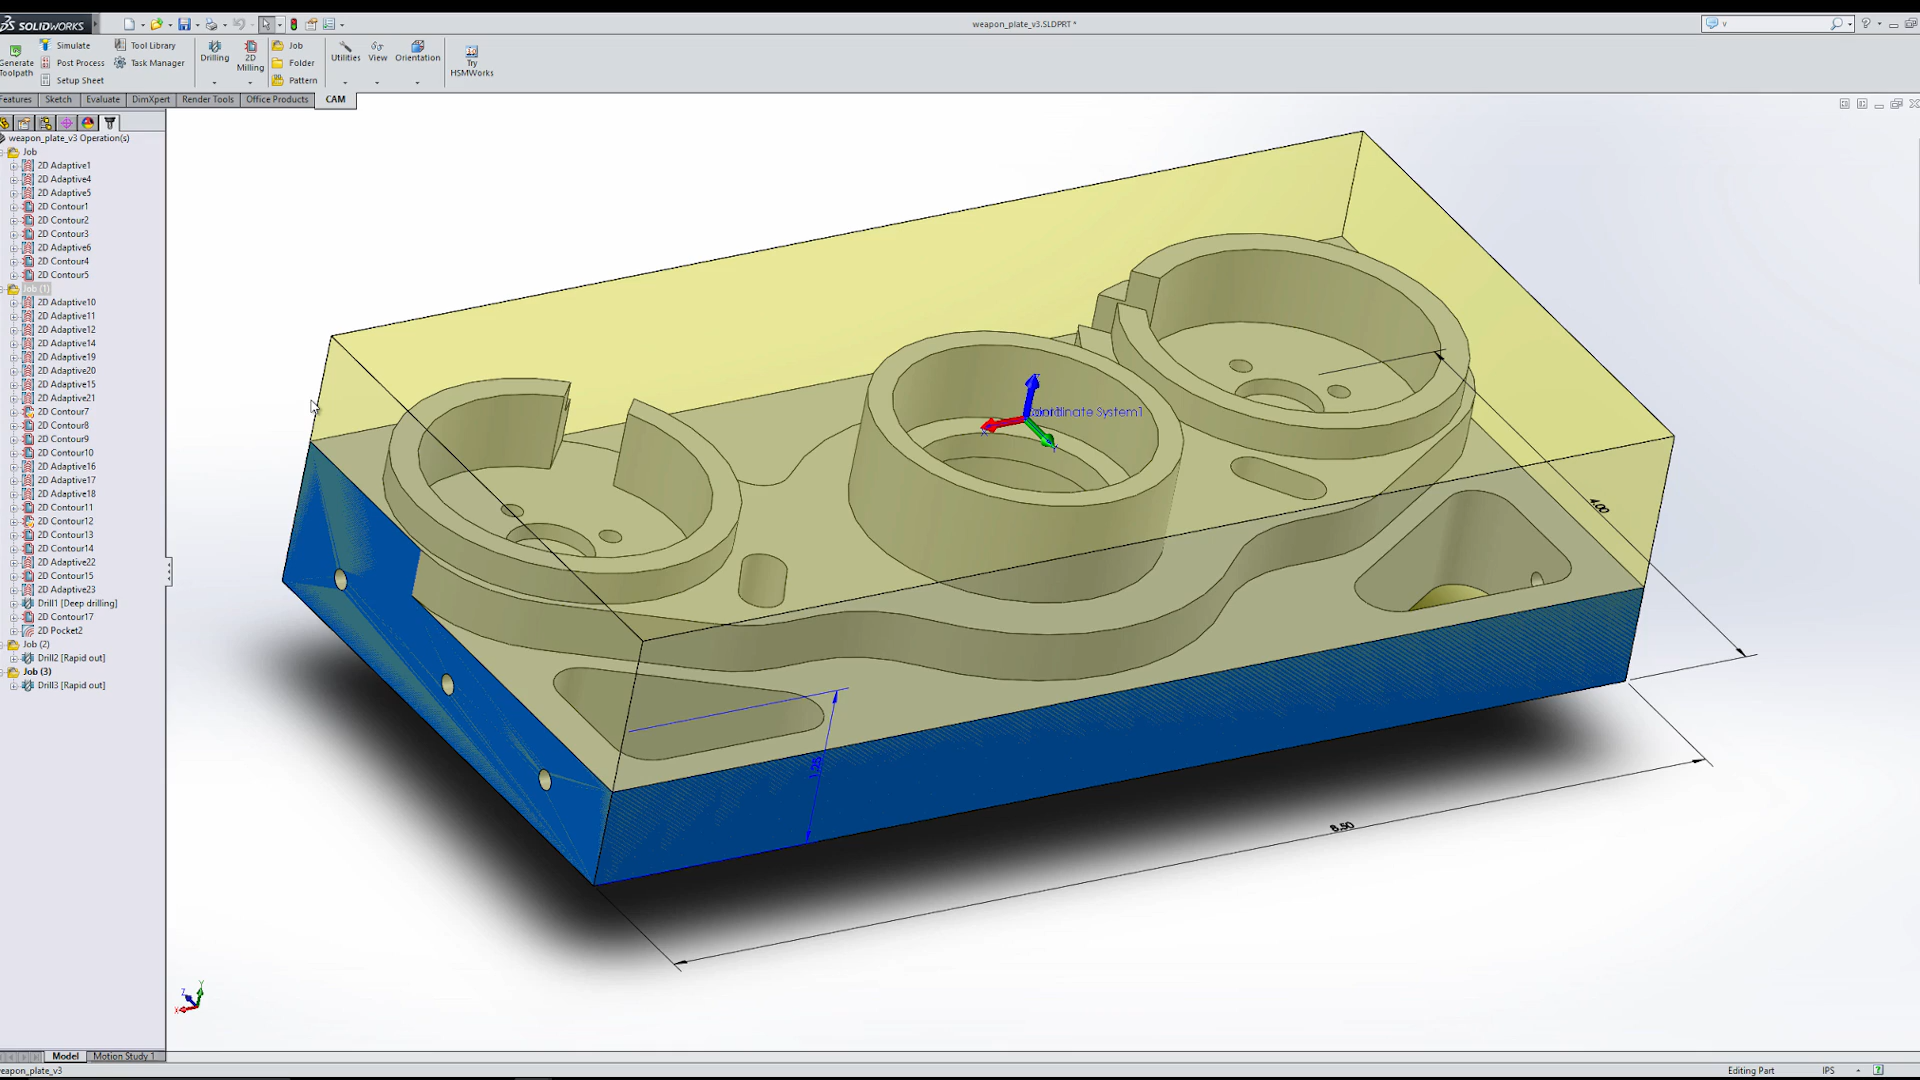 SOLIDWORKS
weapon_plate_v3.SLDPRT *
v
Generate
Toolpath
Simulate
Post Process
Setup Sheet
Tool Library
Task Manager
Drilling
2D
Milling
Job
Folder
Pattern
Utilities
View
Orientation
Try
HSMWorks
Features
Sketch
Evaluate
DimXpert
Render Tools
Office Products
CAM
weapon_plate_v3 Operation(s)
Job
2D Adaptive1
2D Adaptive4
2D Adaptive5
2D Contour1
2D Contour2
2D Contour3
2D Adaptive6
2D Contour4
2D Contour5
Job (1)
2D Adaptive10
2D Adaptive11
2D Adaptive12
2D Adaptive14
2D Adaptive19
2D Adaptive20
2D Adaptive15
2D Adaptive21
2D Contour7
2D Contour8
2D Contour9
2D Contour10
2D Adaptive16
2D Adaptive17
2D Adaptive18
2D Contour11
2D Contour12
2D Contour13
2D Contour14
2D Adaptive22
2D Contour15
2D Adaptive23
Drill1 [Deep drilling]
2D Contour17
2D Pocket2
Job (2)
Drill2 [Rapid out]
Job (3)
Drill3 [Rapid out]
Coordinate System1
4.00
1.25
8.50
Z
Y
X
Model
Motion Study 1
weapon_plate_v3
Editing Part
IPS